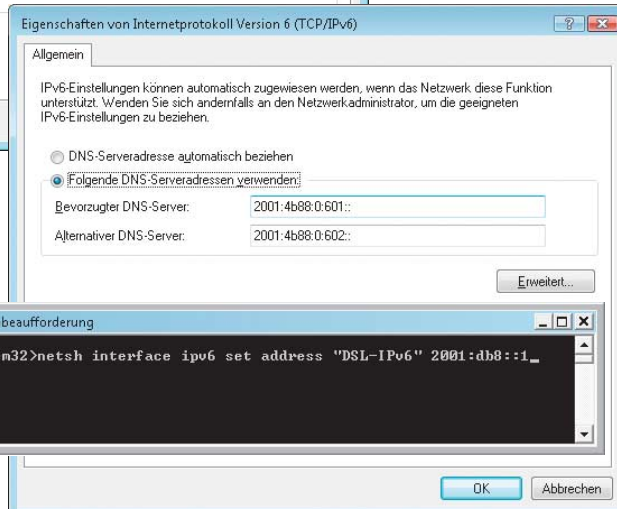 Eigenschaften von Internetprotokoll Version 6 (TCP/IPv6)
Allgemein
IPv6-Einstellungen können automatisch zugewiesen werden, wenn das Netzwerk diese Funktion
unterstützt. Wenden Sie sich andernfalls an den Netzwerkadministrator, um die geeigneten
IPv6-Einstellungen zu beziehen.
DNS-Serveradresse automatisch beziehen
Folgende DNS-Serveradressen verwenden:
Bevorzugter DNS-Server: 2001:4b88:0:601::
Alternativer DNS-Server: 2001:4b88:0:602::
Erweitert...
beaufforderung
m32>netsh interface ipv6 set address "DSL-IPv6" 2001:db8::1_
OK Abbrechen